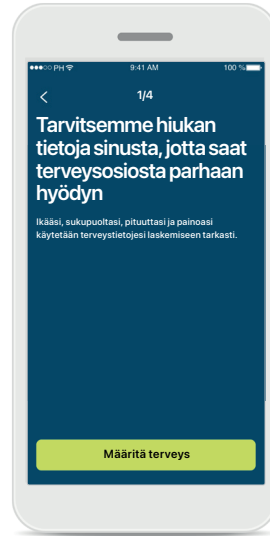 ●●●○○ PH 9:41 AM 100 %
1/4
Tarvitsemme hiukan
tietoja sinusta, jotta saat
terveysosiosta parhaan
hyödyn
Ikääsi, sukupuoltasi, pituuttasi ja painoasi
käytetään terveystietojesi laskemiseen tarkasti.
Määritä terveys